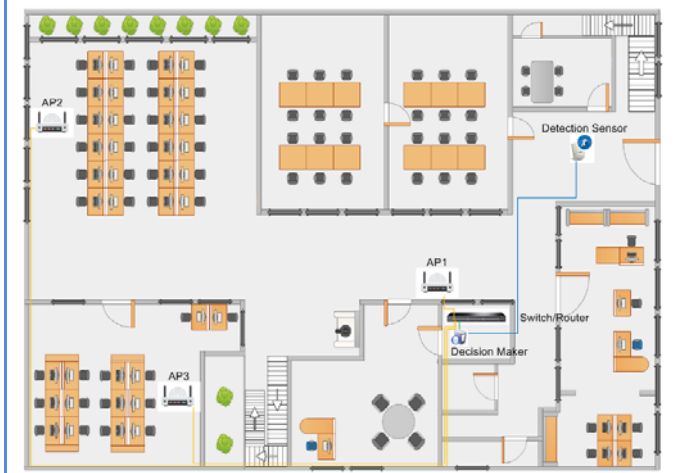 AP2
Detection Sensor
AP1
Switch/Router
Decision Maker
AP3